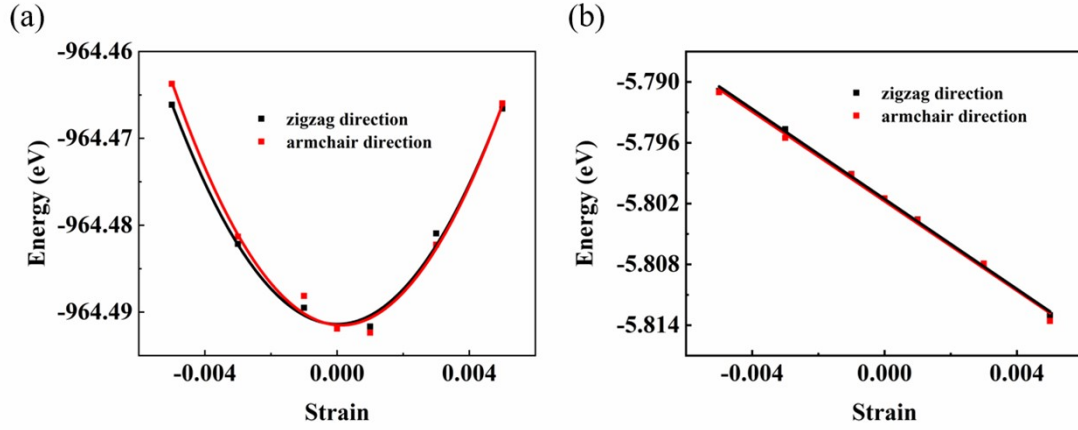 (a)
Energy (eV)
-964.46
-964.47
-964.48
-964.49
zigzag direction
armchair direction
-0.004
0.000
0.004
Strain
(b)
Energy (eV)
-5.790
-5.796
-5.802
-5.808
-5.814
zigzag direction
armchair direction
-0.004
0.000
0.004
Strain